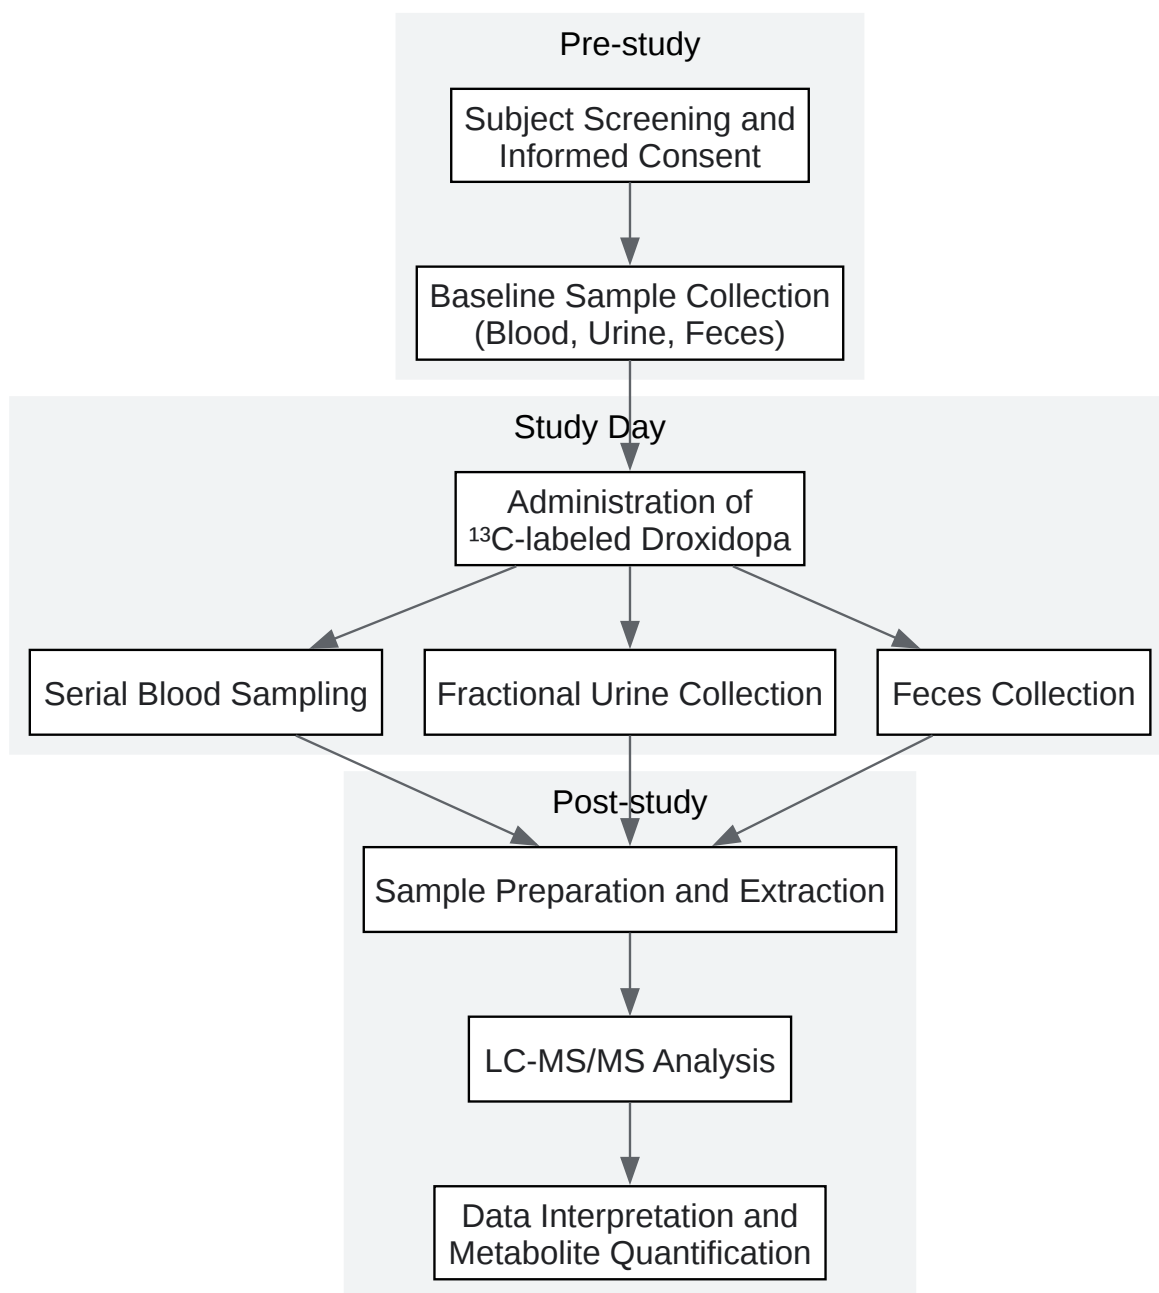 Pre-study
Subject Screening and
Informed Consent
Baseline Sample Collection
(Blood, Urine, Feces)
Study Day
Administration of
¹³C-labeled Droxidopa
Serial Blood Sampling
Fractional Urine Collection
Feces Collection
Post-study
Sample Preparation and Extraction
LC-MS/MS Analysis
Data Interpretation and
Metabolite Quantification